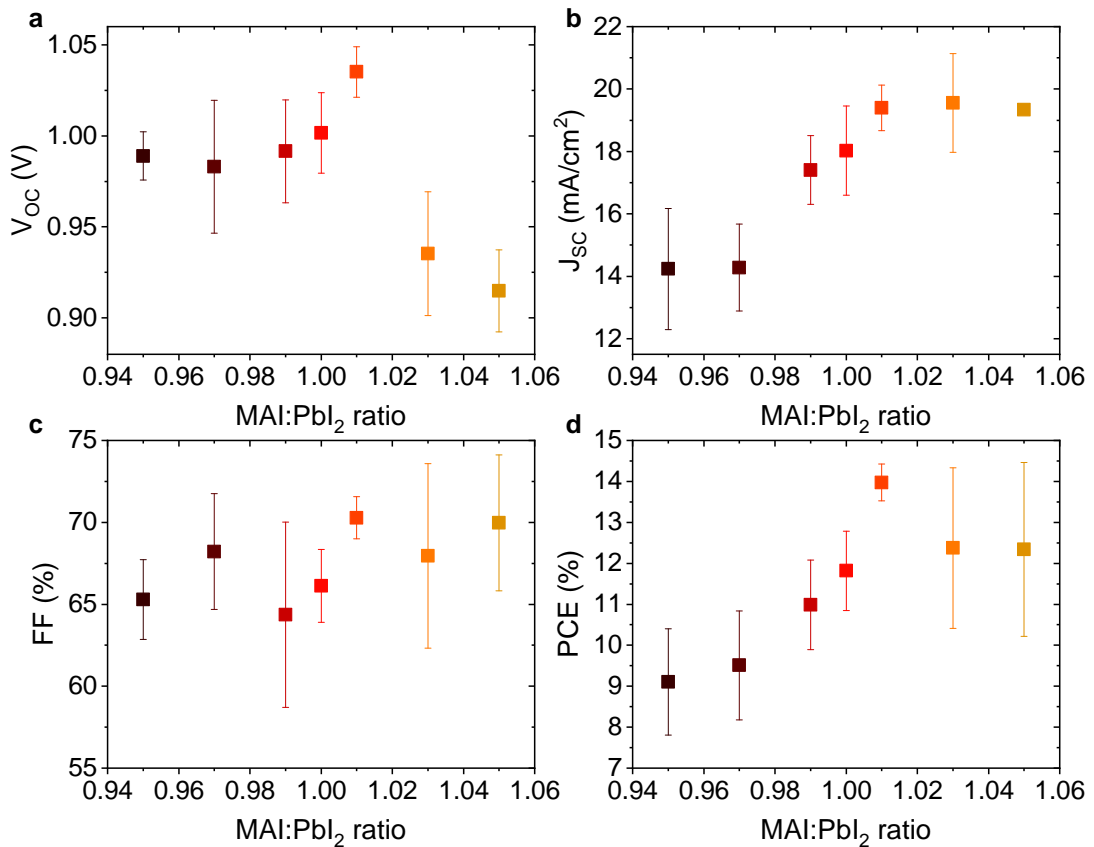 a
1.05
1.00
0.95
0.90
V_OC (V)
0.94 0.96 0.98 1.00 1.02 1.04 1.06
MAI:PbI₂ ratio
b
22
20
18
16
14
12
J_SC (mA/cm²)
0.94 0.96 0.98 1.00 1.02 1.04 1.06
MAI:PbI₂ ratio
c
75
70
65
60
55
FF (%)
0.94 0.96 0.98 1.00 1.02 1.04 1.06
MAI:PbI₂ ratio
d
15
14
13
12
11
10
9
8
7
PCE (%)
0.94 0.96 0.98 1.00 1.02 1.04 1.06
MAI:PbI₂ ratio